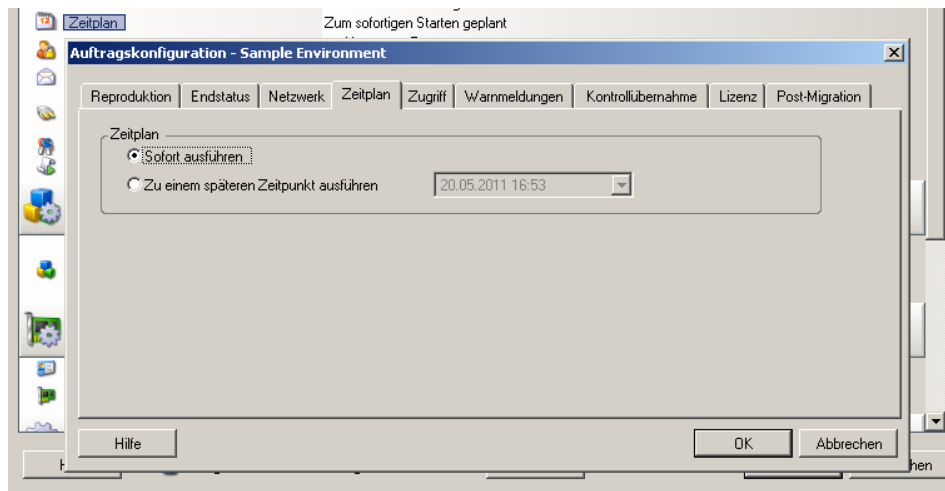 Zeitplan Zum sofortigen Starten geplant
Auftragskonfiguration - Sample Environment
Reproduktion Endstatus Netzwerk Zeitplan Zugriff Warnmeldungen Kontrollübernahme Lizenz Post-Migration
Zeitplan
Sofort ausführen
Zu einem späteren Zeitpunkt ausführen 20.05.2011 16:53
Hilfe OK Abbrechen